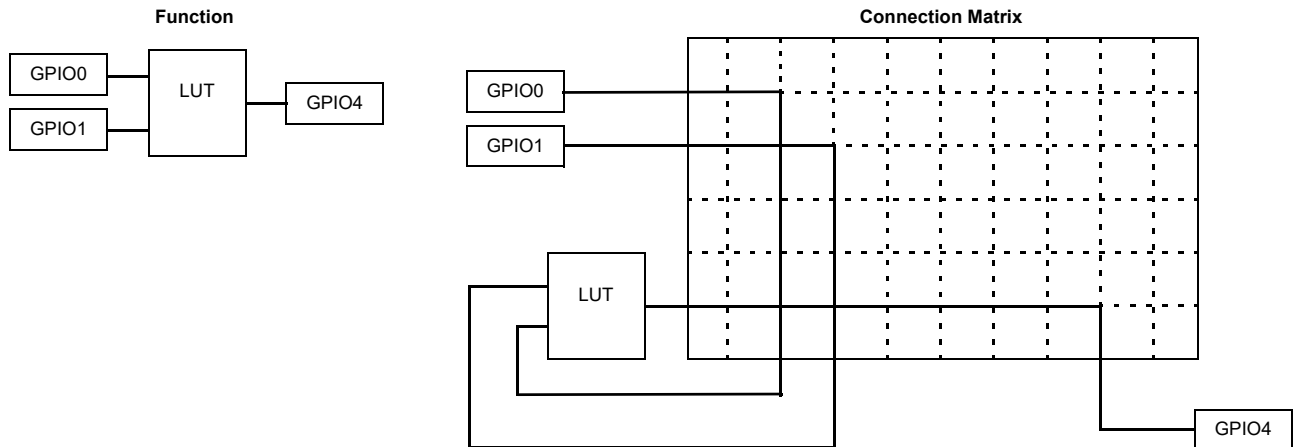 Function
GPIO0
GPIO1
LUT
GPIO4
Connection Matrix
GPIO0
GPIO1
LUT
GPIO4